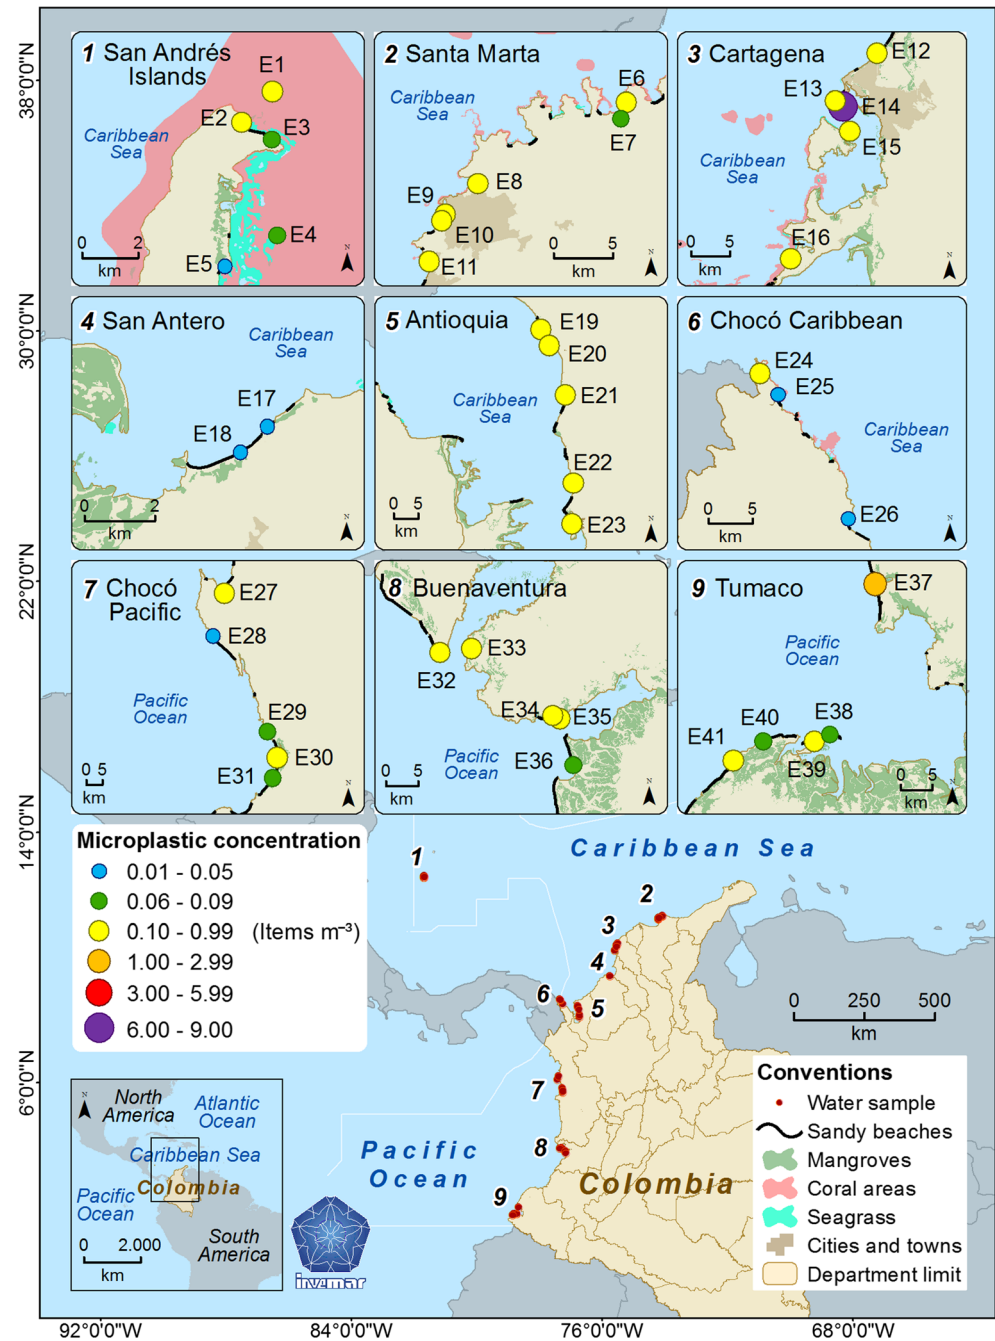 38°0'0"N
30°0'0"N
22°0'0"N
14°0'0"N
6°0'0"N
1 San Andrés
Islands
E1
E2
E3
Caribbean
Sea
E4
E5
0 2
km
N
2 Santa Marta
Caribbean
Sea
E6
E7
E8
E9
E10
E11
0 5
km
N
3 Cartagena
E12
E13
E14
E15
Caribbean
Sea
E16
0 5
km
N
4 San Antero
Caribbean
Sea
E17
E18
0 2
km
N
5 Antioquia
E19
E20
E21
Caribbean
Sea
E22
E23
0 5
km
N
6 Chocó Caribbean
E24
E25
Caribbean
Sea
E26
0 5
km
N
7 Chocó
Pacific
E27
E28
Pacific
Ocean
E29
E30
E31
0 5
km
N
8 Buenaventura
E33
E32
E34
E35
Pacific
Ocean
E36
0 5
km
N
9 Tumaco
E37
Pacific
Ocean
E38
E40
E41
E39
0 5
km
N
Microplastic concentration
0.01 - 0.05
0.06 - 0.09
0.10 - 0.99 (Items m⁻³)
1.00 - 2.99
3.00 - 5.99
6.00 - 9.00
Caribbean Sea
1
2
3
4
5
6
7
8
9
0 250 500
km
Pacific
Ocean
Colombia
Conventions
Water sample
Sandy beaches
Mangroves
Coral areas
Seagrass
Cities and towns
Department limit
N
North
America
Atlantic
Ocean
Caribbean Sea
Colombia
Pacific
Ocean
South
America
0 2.000
km
invemar
92°0'0"W
84°0'0"W
76°0'0"W
68°0'0"W